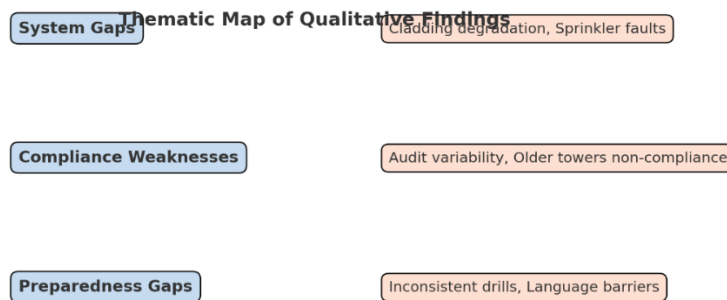 Thematic Map of Qualitative Findings
System Gaps
Cladding degradation, Sprinkler faults
Compliance Weaknesses
Audit variability, Older towers non-compliance
Preparedness Gaps
Inconsistent drills, Language barriers